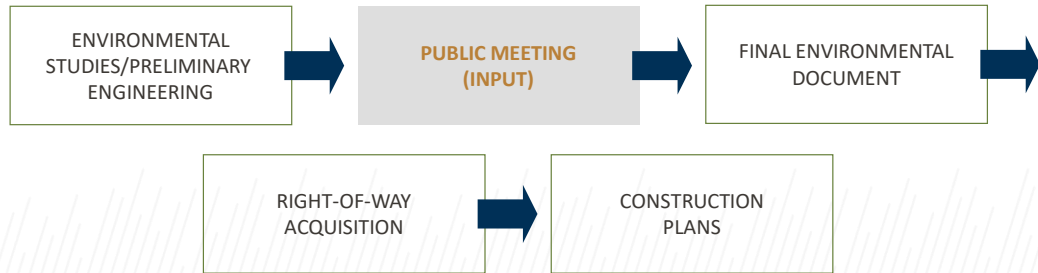 ENVIRONMENTAL
STUDIES/PRELIMINARY
ENGINEERING
PUBLIC MEETING
(INPUT)
FINAL ENVIRONMENTAL
DOCUMENT
RIGHT-OF-WAY
ACQUISITION
CONSTRUCTION
PLANS